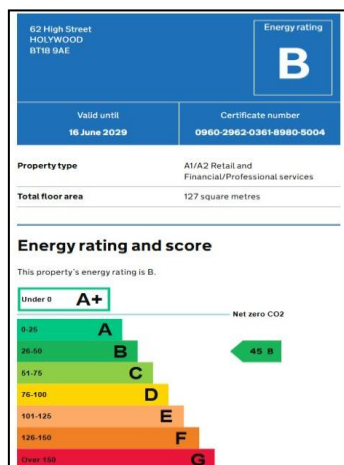 62 High Street
HOLYWOOD
BT18 9AE
Energy rating
B
Valid until
16 June 2029
Certificate number
0960-2962-0361-8980-5004
Property type
A1/A2 Retail and
Financial/Professional services
Total floor area
127 square metres
Energy rating and score
This property's energy rating is B.
Under 0 A+
Net zero CO2
0-25 A
26-50 B
45 B
51-75 C
76-100 D
101-125 E
126-150 F
Over 150 G